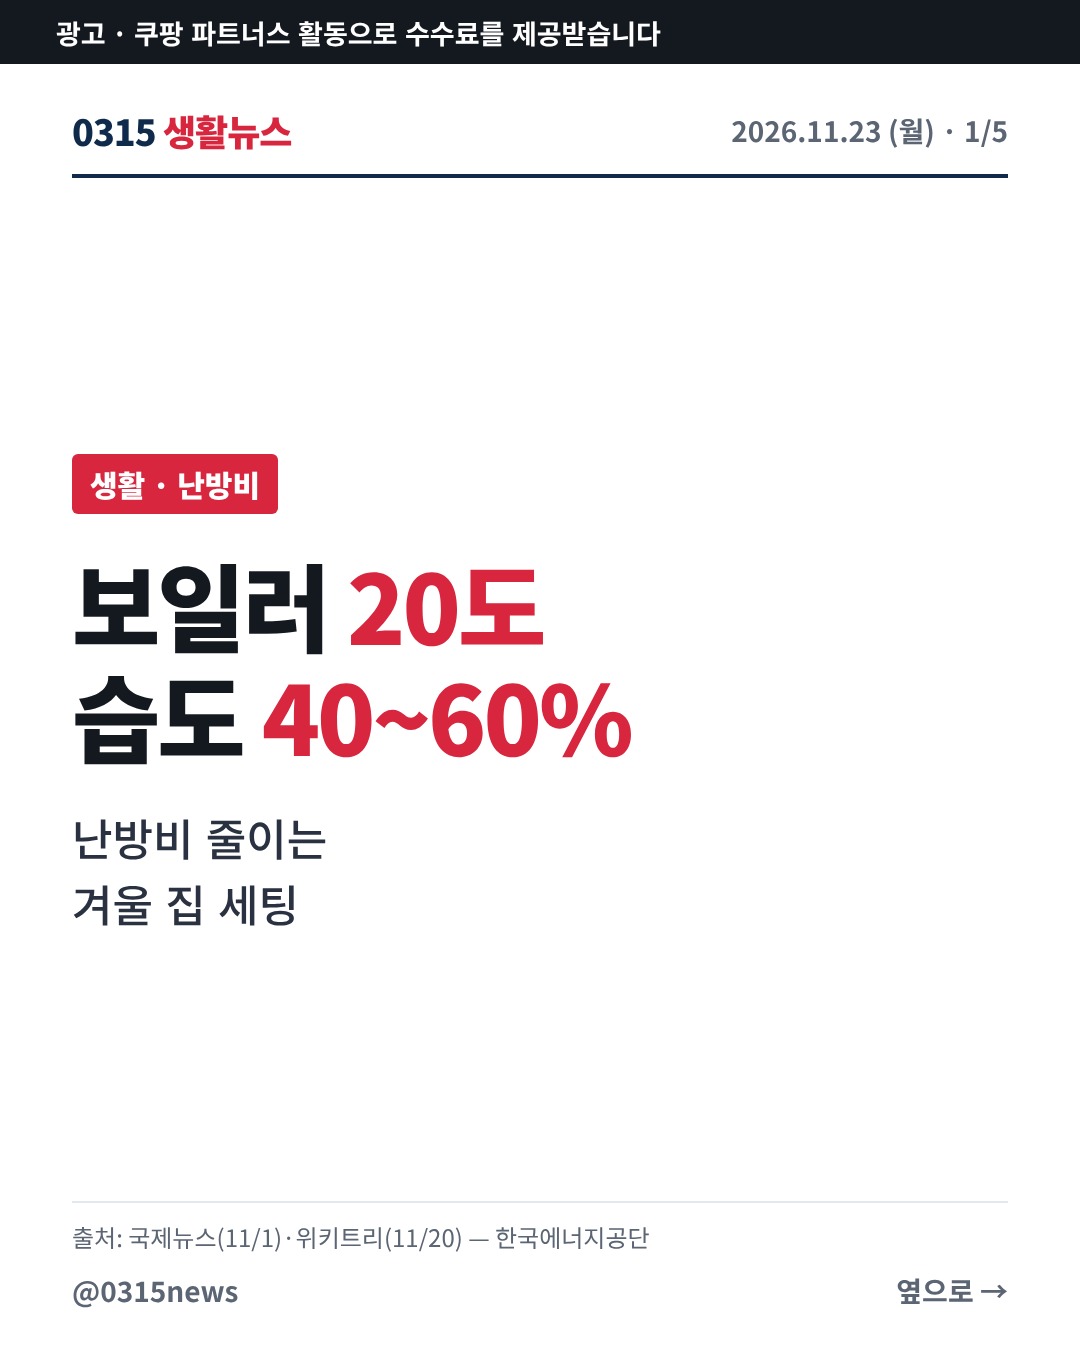 광고 · 쿠팡 파트너스 활동으로 수수료를 제공받습니다
0315 생활뉴스
2026.11.23 (월) · 1/5
생활 · 난방비
보일러 20도
습도 40~60%
난방비 줄이는
겨울 집 세팅
출처: 국제뉴스(11/1)·위키트리(11/20) — 한국에너지공단
@0315news
옆으로 →